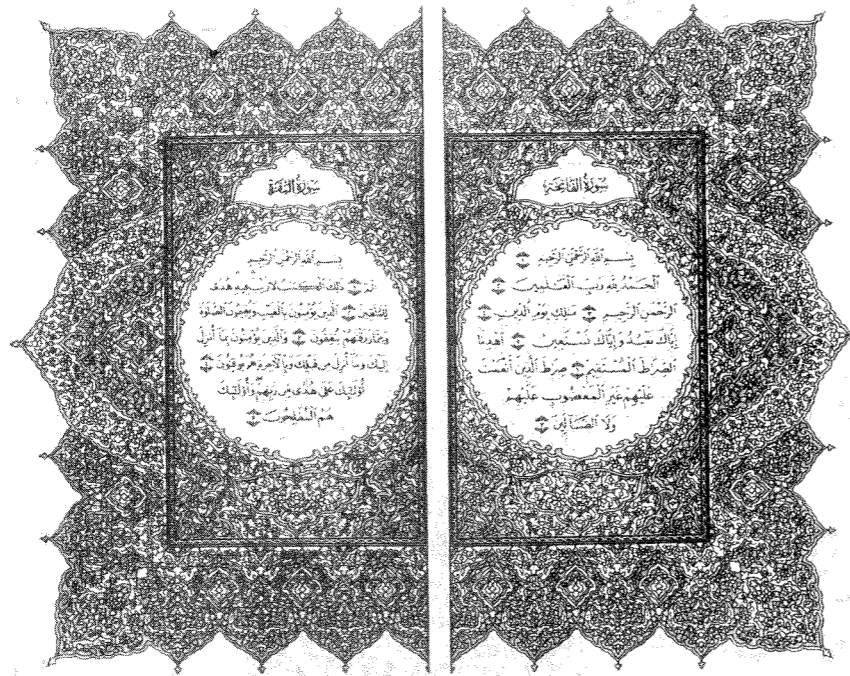 سورة الفاتحة
بسم الله الرحمن الرحيم
الحمد لله رب العالمين
الرحمن الرحيم مالك يوم الدين
إياك نعبد وإياك نستعين اهدنا
الصرط المستقيم صرط الذين أنعمت
عليهم غير المغضوب عليهم
ولا الضالين
سورة البقرة
بسم الله الرحمن الرحيم
الم ذلك الكتب لا ريب فيه هدى
للمتقين الذين يؤمنون بالغيب ويقيمون الصلوة
ومما رزقنهم ينفقون والذين يؤمنون بما أنزل
إليك وما أنزل من قبلك وبالآخرة هم يوقنون
أولئك على هدى من ربهم وأولئك
هم المفلحون